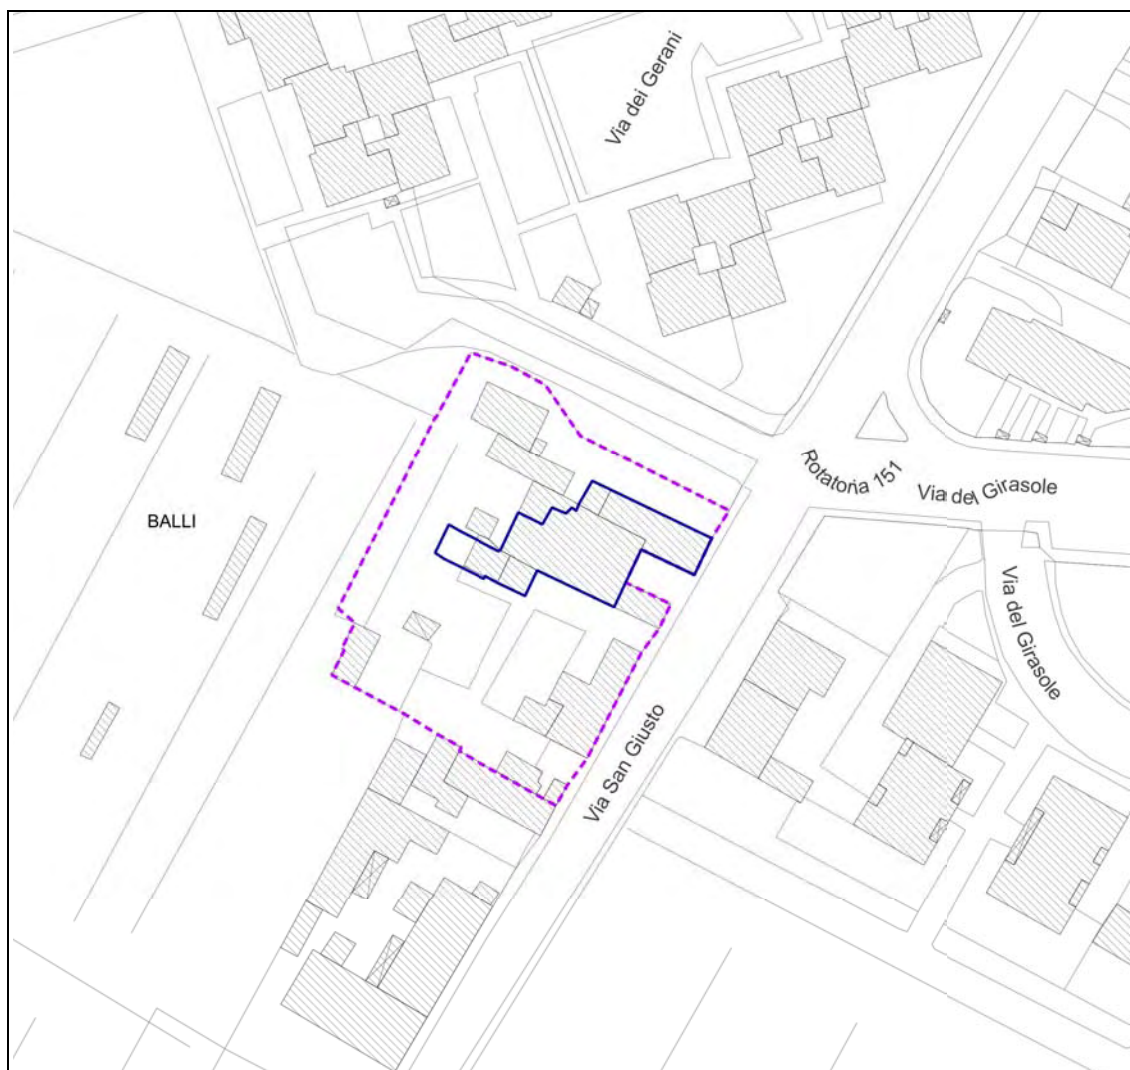 Via dei Gerani
Rotatoria 151
Via del Girasole
BALLI
Via del Girasole
Via San Giusto